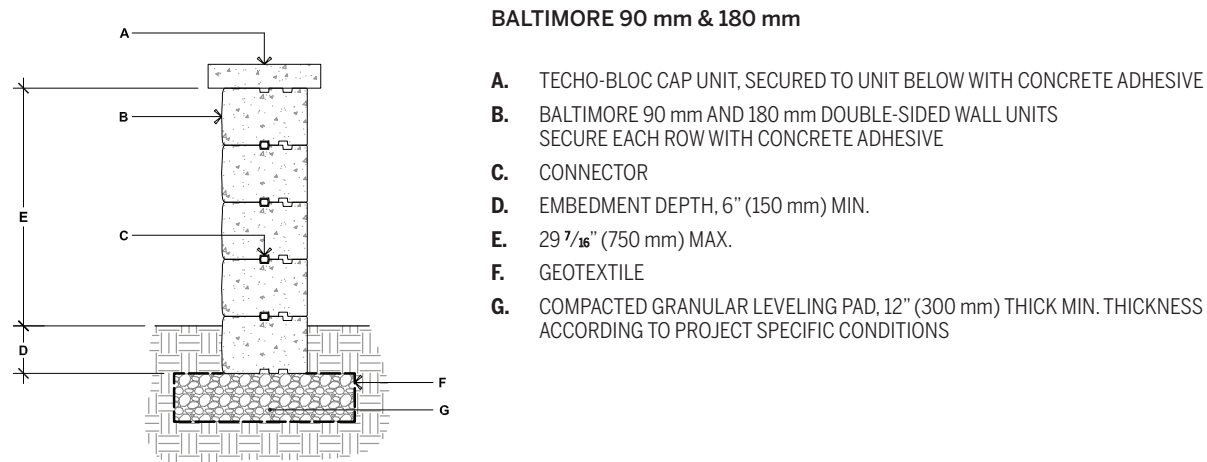 BALTIMORE 90 mm & 180 mm
A. TECHO-BLOC CAP UNIT, SECURED TO UNIT BELOW WITH CONCRETE ADHESIVE
B. BALTIMORE 90 mm AND 180 mm DOUBLE-SIDED WALL UNITS
SECURE EACH ROW WITH CONCRETE ADHESIVE
C. CONNECTOR
D. EMBEDMENT DEPTH, 6” (150 mm) MIN.
E. 29 7/16” (750 mm) MAX.
F. GEOTEXTILE
G. COMPACTED GRANULAR LEVELING PAD, 12” (300 mm) THICK MIN. THICKNESS
ACCORDING TO PROJECT SPECIFIC CONDITIONS
A
B
E
C
D
F
G